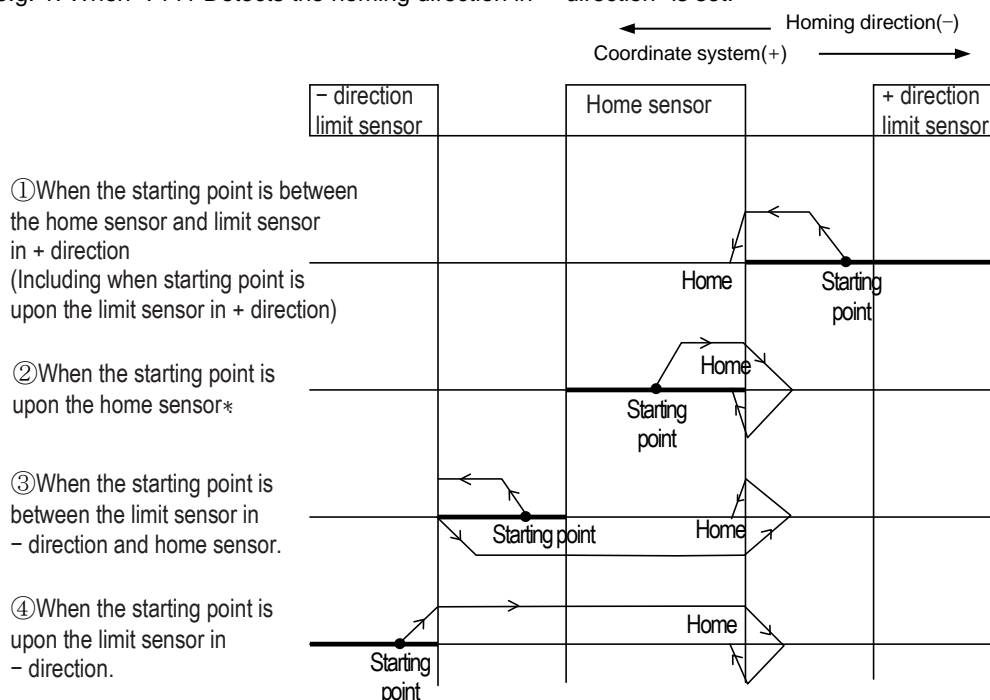 Homing direction(−)
Coordinate system(+)
− direction
limit sensor
Home sensor
+ direction
limit sensor
①When the starting point is between
the home sensor and limit sensor
in + direction
(Including when starting point is
upon the limit sensor in + direction)
Home
Starting
point
②When the starting point is
upon the home sensor*
Home
Starting
point
③When the starting point is
between the limit sensor in
− direction and home sensor.
Starting point
Home
④When the starting point is
upon the limit sensor in
− direction.
Home
Starting
point